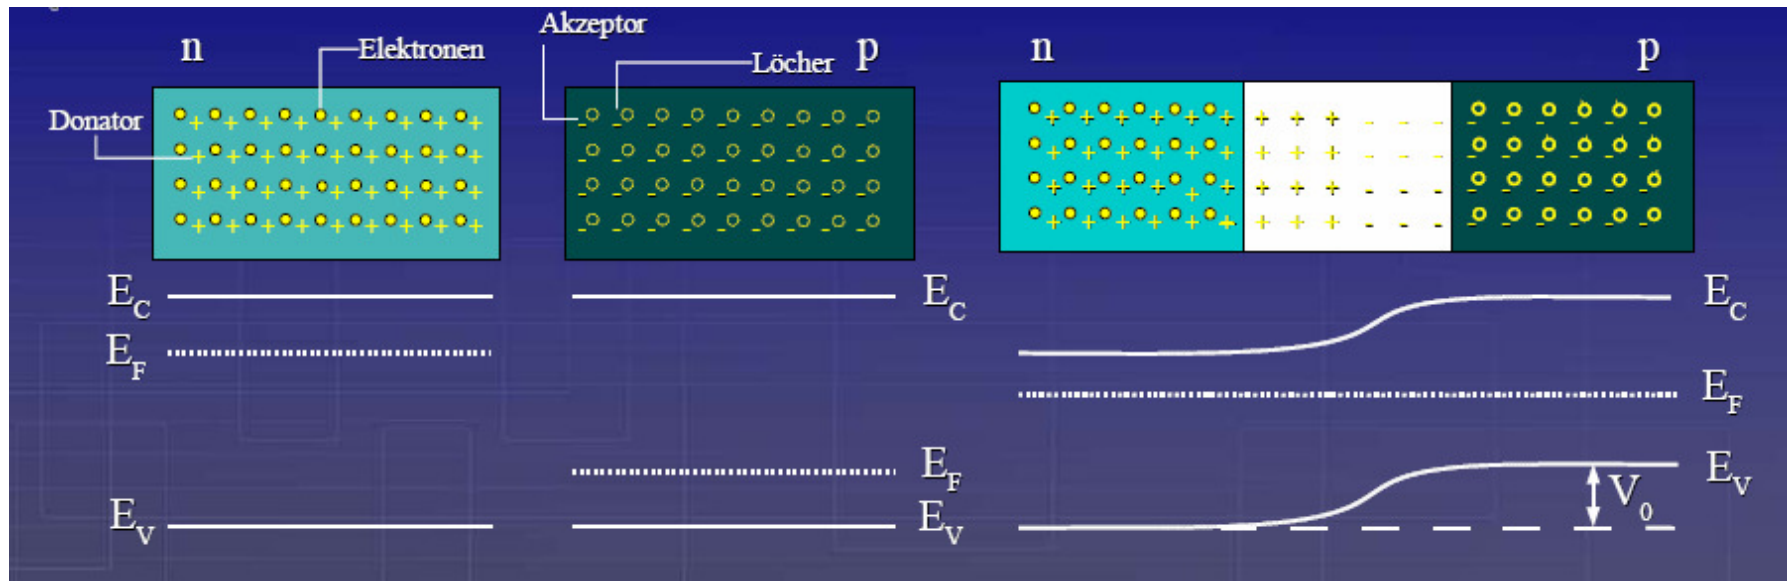 n
Elektronen
Donator
Akzeptor
Löcher
p
n
p
E_C
E_F
E_V
E_C
E_F
E_V
E_C
E_F
E_V
V_0